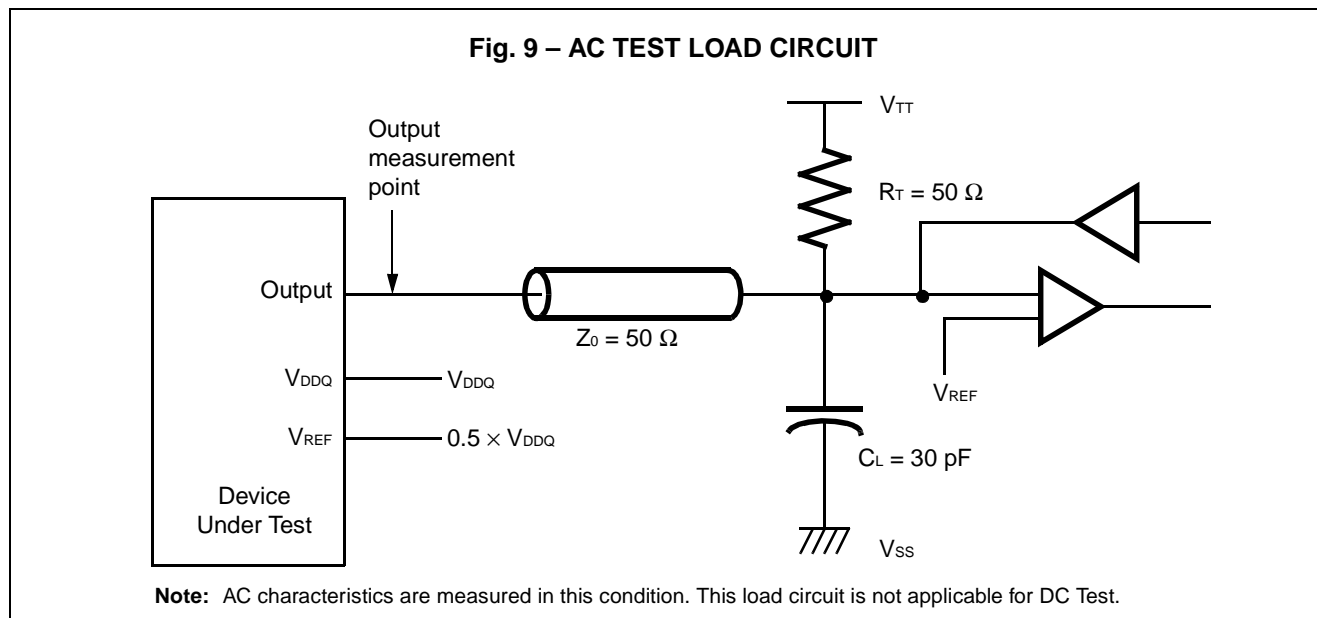 Fig. 9 – AC TEST LOAD CIRCUIT
VTT
Output
measurement
point
RT = 50 Ω
Output
Z0 = 50 Ω
VDDQ
VDDQ
VREF
VREF
0.5 × VDDQ
CL = 30 pF
Device
Under Test
VSS
Note: AC characteristics are measured in this condition. This load circuit is not applicable for DC Test.